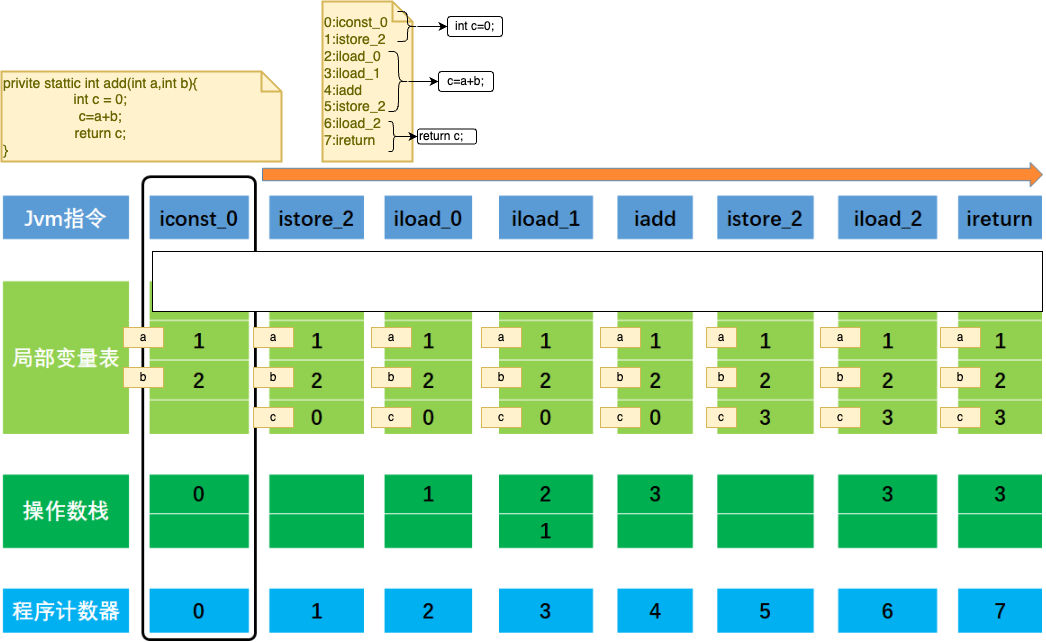 privite stattic int add(int a,int b){
int c = 0;
c=a+b;
return c;
}
0:iconst_0
1:istore_2
2:iload_0
3:iload_1
4:iadd
5:istore_2
6:iload_2
7:ireturn
int c=0;
c=a+b;
return c;
Jvm指令 iconst_0 istore_2 iload_0 iload_1 iadd istore_2 iload_2 ireturn
局部变量表
a 1 a 1 a 1 a 1 a 1 a 1 a 1 a 1
b 2 b 2 b 2 b 2 b 2 b 2 b 2 b 2
c 0 c 0 c 0 c 0 c 3 c 3 c 3
操作数栈
0 1 2 3 3 3
1
程序计数器 0 1 2 3 4 5 6 7